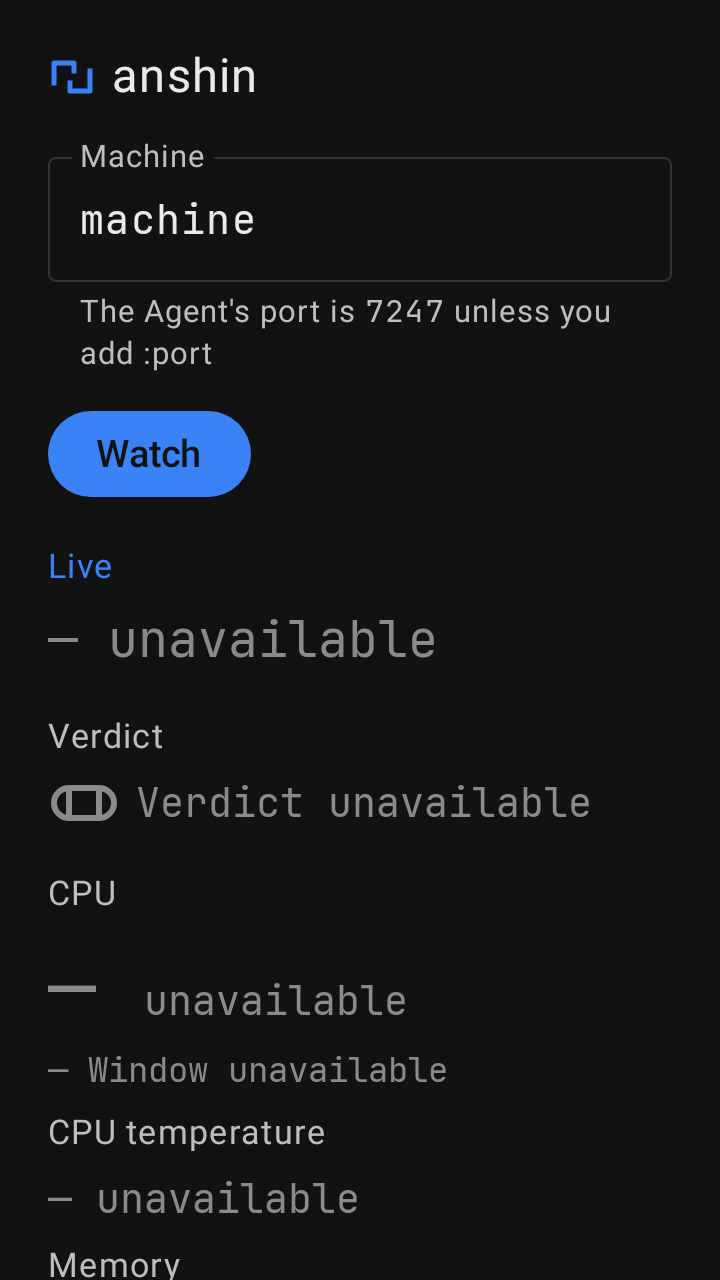 anshin
Machine
machine
The Agent's port is 7247 unless you
add :port
Watch
Live
— unavailable
Verdict
Verdict unavailable
CPU
— unavailable
— Window unavailable
CPU temperature
— unavailable
Memory